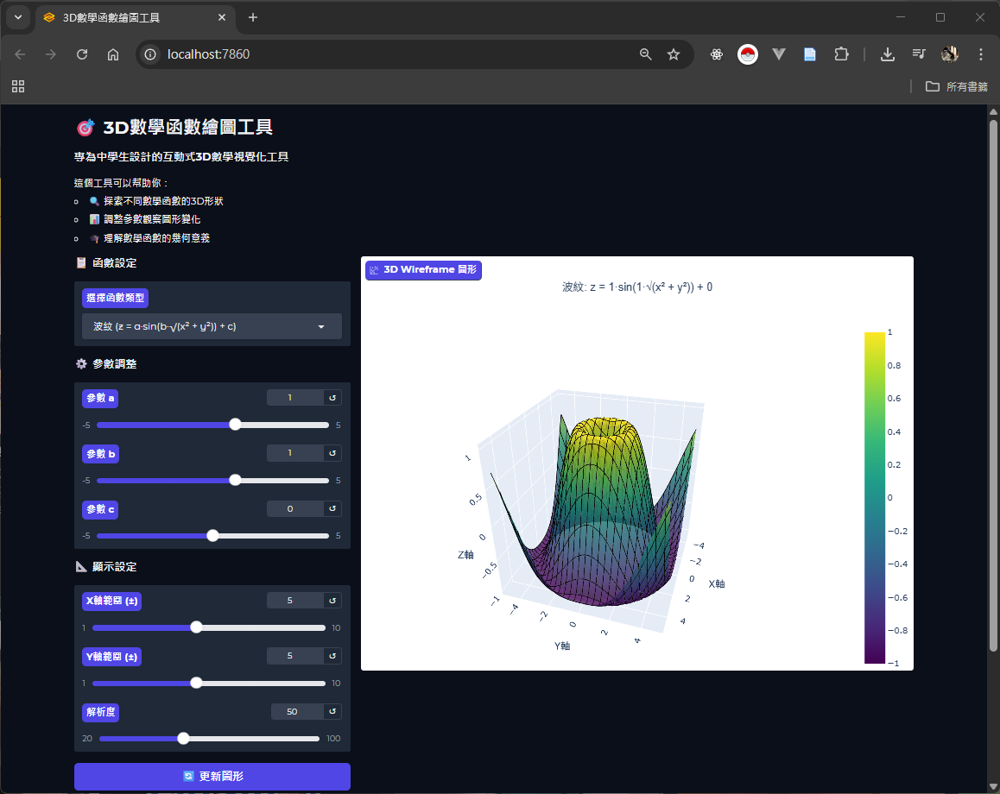 3D數學函數繪圖工具
localhost:7860
所有書籤
3D數學函數繪圖工具
專為中學生設計的互動式3D數學視覺化工具
這個工具可以幫助你：
探索不同數學函數的3D形狀
調整參數觀察圖形變化
理解數學函數的幾何意義
函數設定
選擇函數類型
波紋 (z = a·sin(b·√(x² + y²)) + c)
參數調整
參數 a
1
-5
5
參數 b
1
-5
5
參數 c
0
-5
5
顯示設定
X軸範圍 (±)
5
1
10
Y軸範圍 (±)
5
1
10
解析度
50
20
100
更新圖形
3D Wireframe 圖形
波紋: z = 1·sin(1·√(x² + y²)) + 0
1
0.5
0
−0.5
−1
Z軸
−4
−2
0
2
4
Y軸
−4
−2
0
2
4
X軸
1
0.8
0.6
0.4
0.2
0
−0.2
−0.4
−0.6
−0.8
−1